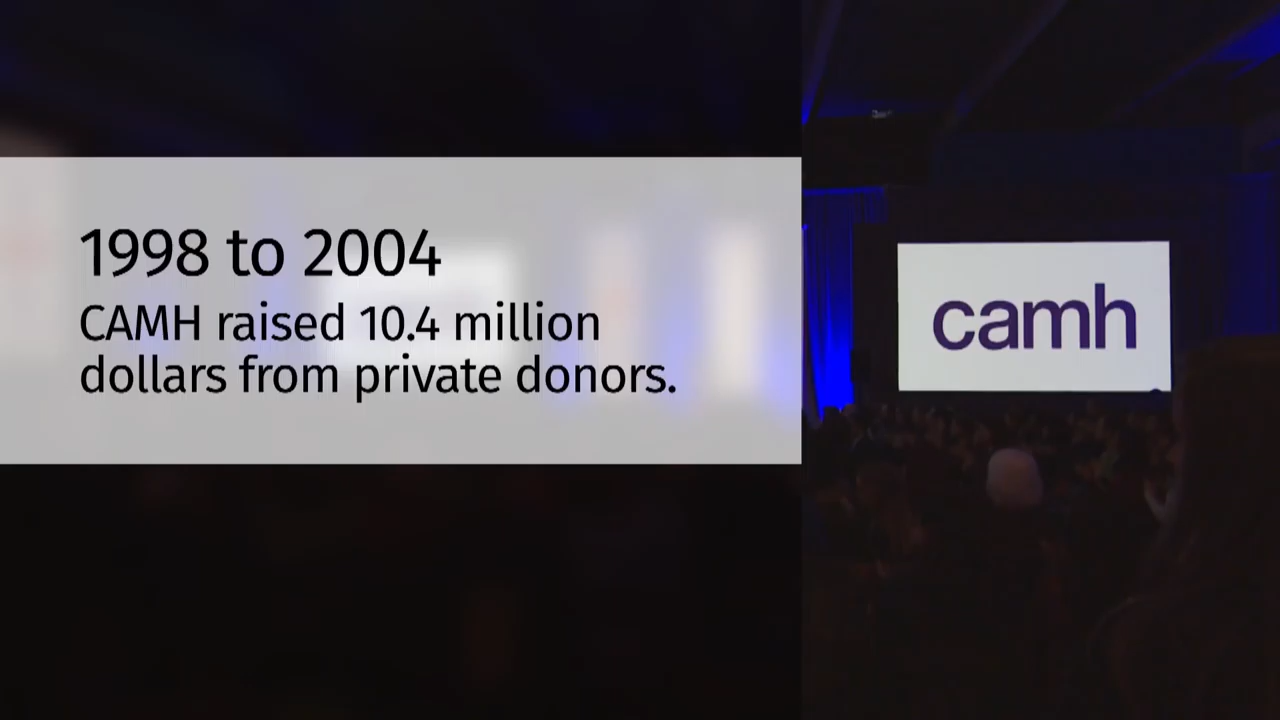 1998 to 2004
CAMH raised 10.4 million
dollars from private donors.
camh